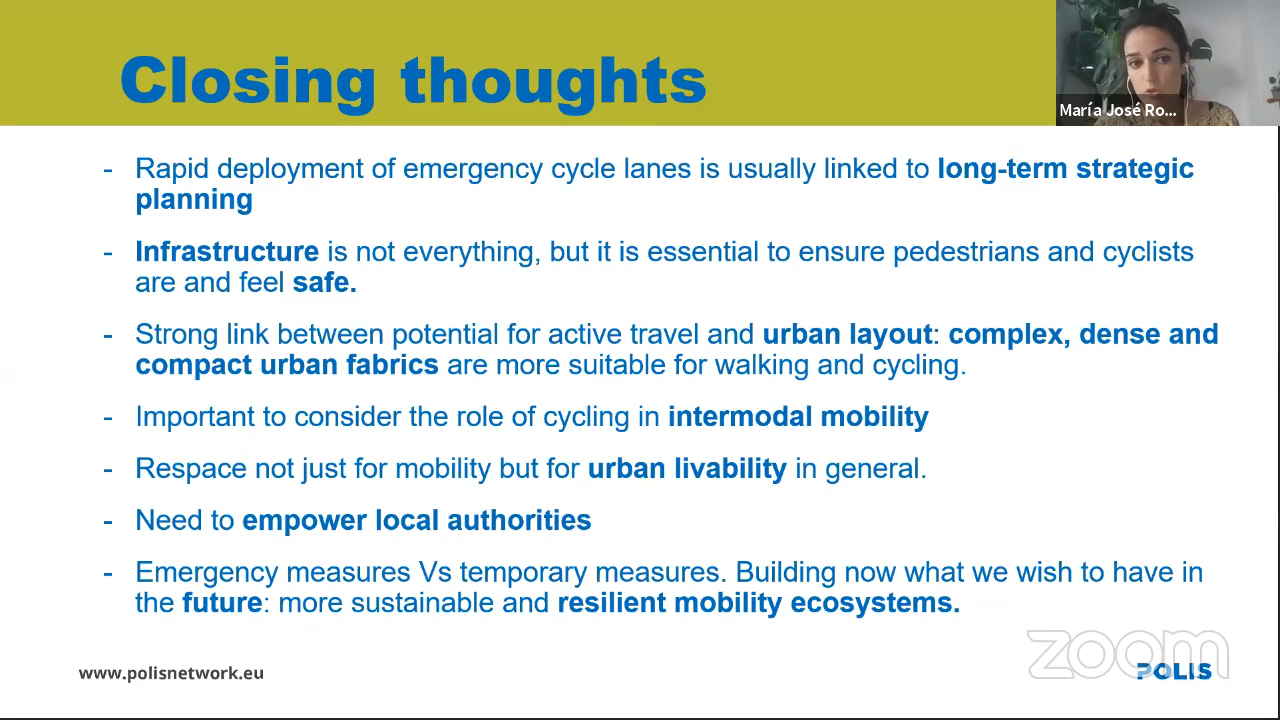 Closing thoughts
María José Ro...
- Rapid deployment of emergency cycle lanes is usually linked to long-term strategic
planning
- Infrastructure is not everything, but it is essential to ensure pedestrians and cyclists
are and feel safe.
- Strong link between potential for active travel and urban layout: complex, dense and
compact urban fabrics are more suitable for walking and cycling.
- Important to consider the role of cycling in intermodal mobility
- Respace not just for mobility but for urban livability in general.
- Need to empower local authorities
- Emergency measures Vs temporary measures. Building now what we wish to have in
the future: more sustainable and resilient mobility ecosystems.
zoom
www.polisnetwork.eu
POLIS